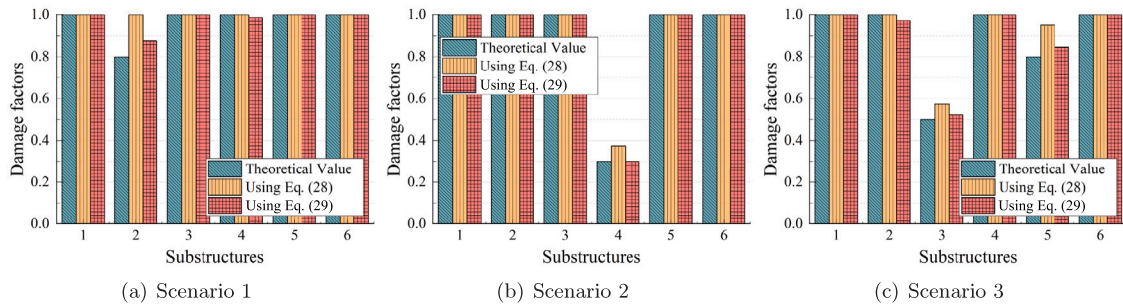 1.0
0.8
0.6
0.4
0.2
0.0
Damage factors
Theoretical Value
Using Eq. (28)
Using Eq. (29)
1 2 3 4 5 6
Substructures
(a) Scenario 1
1.0
0.8
0.6
0.4
0.2
0.0
Damage factors
Theoretical Value
Using Eq. (28)
Using Eq. (29)
1 2 3 4 5 6
Substructures
(b) Scenario 2
1.0
0.8
0.6
0.4
0.2
0.0
Damage factors
Theoretical Value
Using Eq. (28)
Using Eq. (29)
1 2 3 4 5 6
Substructures
(c) Scenario 3